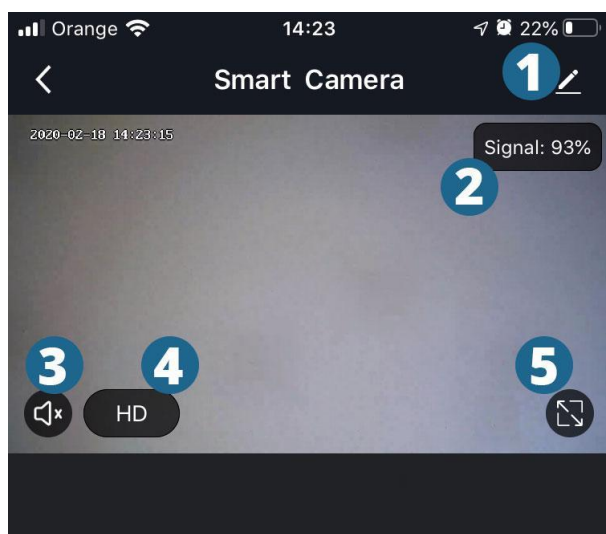 Orange 14:23 22%
Smart Camera
1
2020-02-18 14:23:15
Signal: 93%
2
3 4 5
HD